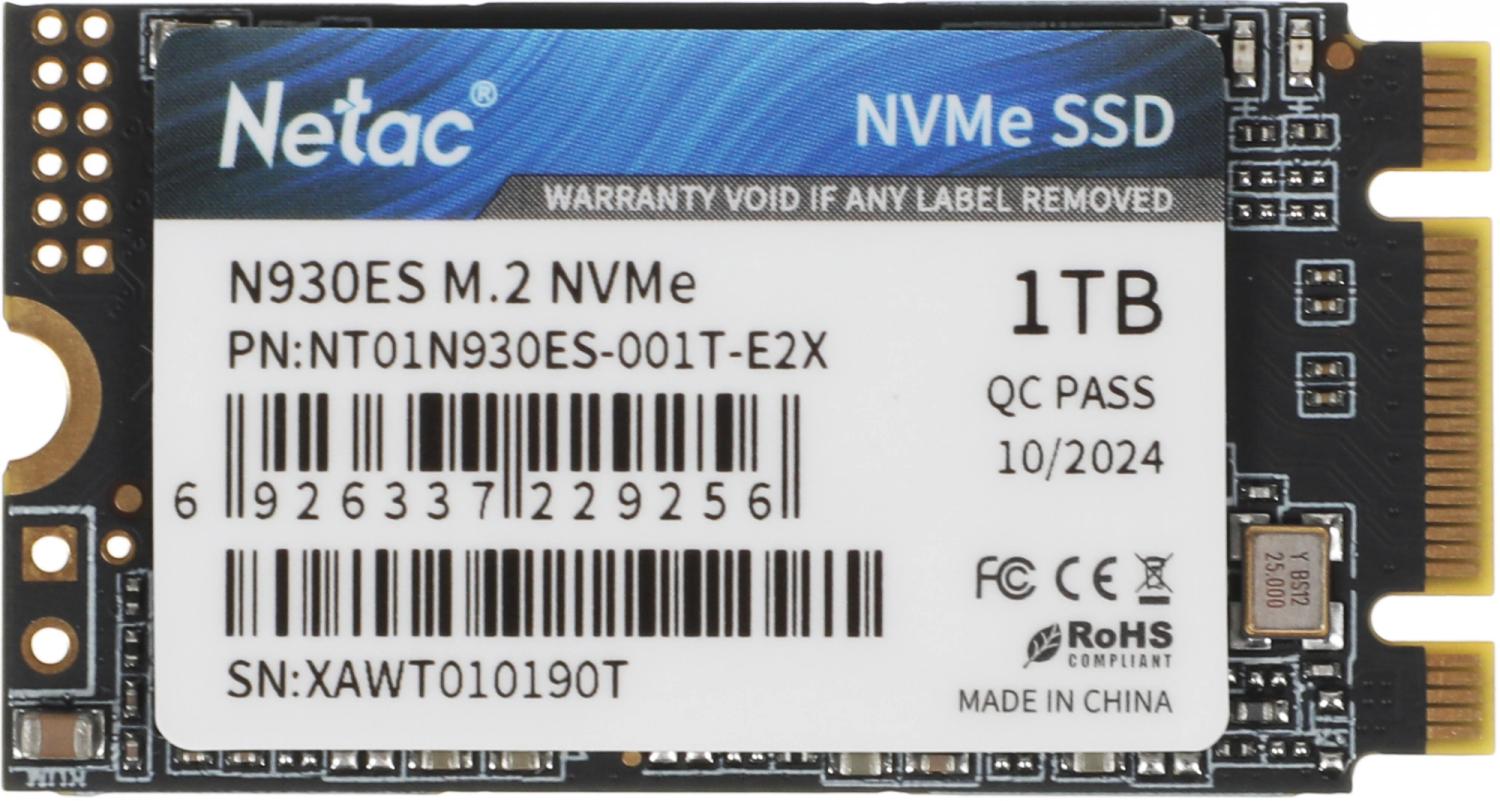 Netac®
NVMe SSD
WARRANTY VOID IF ANY LABEL REMOVED
N930ES M.2 NVMe
1TB
PN:NT01N930ES-001T-E2X
QC PASS
10/2024
6 926337 229256
FC CE
RoHS
COMPLIANT
SN:XAWT010190T
MADE IN CHINA
Y BS12
25.000